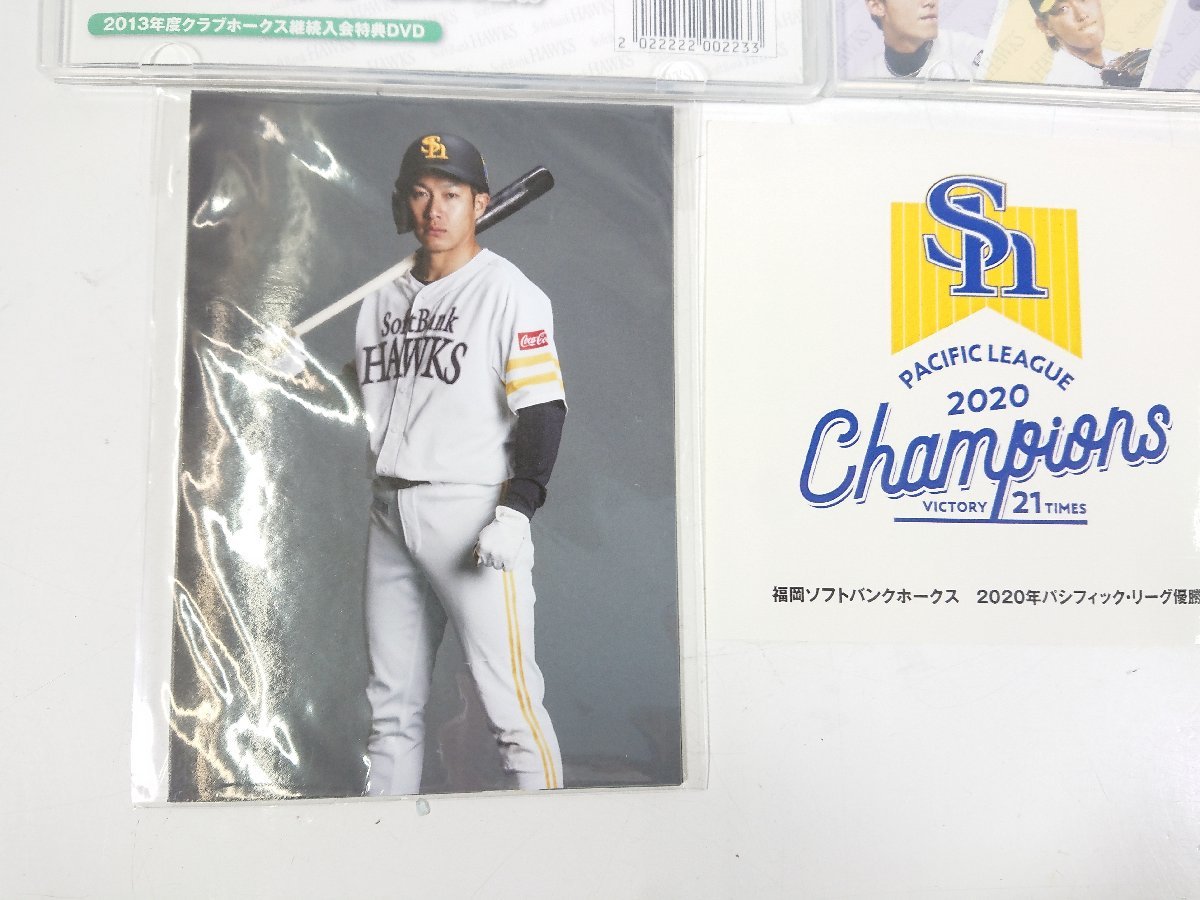 2013年度クラブホークス継続入会特典DVD
2 022222 002233
Sh
SoftBank
HAWKS
Coca-Co
Sh
PACIFIC LEAGUE
2020
Champions
VICTORY 21 TIMES
福岡ソフトバンクホークス 2020年パシフィック・リーグ優勝